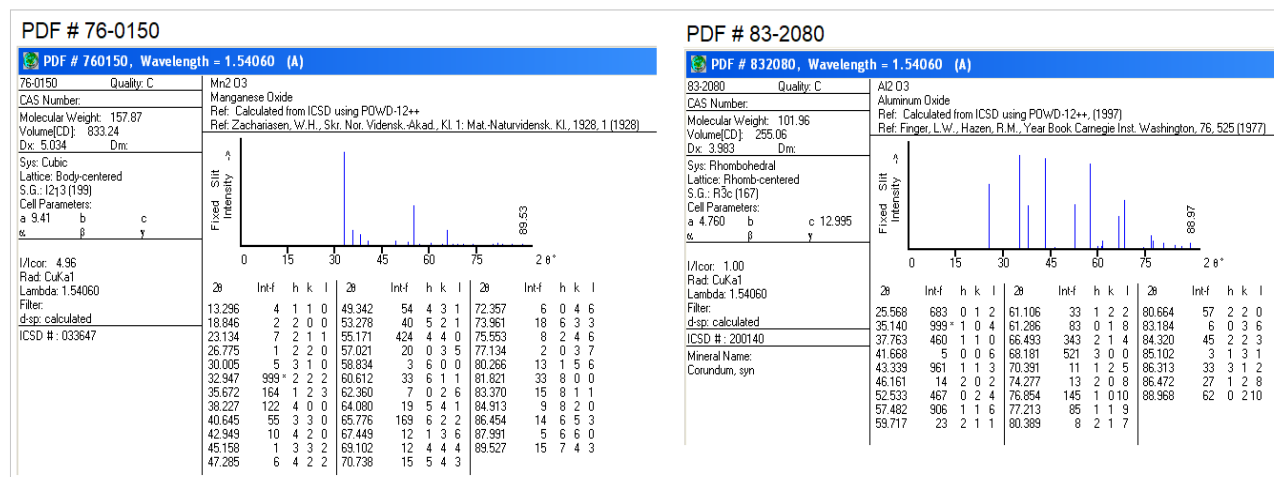 PDF # 76-0150
PDF # 760150, Wavelength = 1.54060 (A)
76-0150 Quality: C
CAS Number:
Molecular Weight: 157.87
Volume[CD]: 833.24
Dx: 5.034 Dm:
Sys: Cubic
Lattice: Body-centered
S.G.: I213 (199)
Cell Parameters:
a 9.41 b c
α β γ
I/Icor: 4.96
Rad: CuKa1
Lambda: 1.54060
Filter:
d-sp: calculated
ICSD # : 033647
Mn2 O3
Manganese Oxide
Ref: Calculated from ICSD using POWD-12++
Ref: Zachariasen, W.H., Skr. Nor. Vidensk.-Akad., Kl. 1: Mat.-Naturvidensk. Kl., 1928, 1 (1928)
Fixed Slit
Intensity ->
89.53
0 15 30 45 60 75 2 θ°
2θ Int-f h k l 2θ Int-f h k l 2θ Int-f h k l
13.296 4 1 1 0 49.342 54 4 3 1 72.357 6 0 4 6
18.846 2 2 0 0 53.278 40 5 2 1 73.961 18 6 3 3
23.134 7 2 1 1 55.171 424 4 4 0 75.553 8 2 4 6
26.775 1 2 2 0 57.021 20 0 3 5 77.134 2 0 3 7
30.005 5 3 1 0 58.834 3 6 0 0 80.266 13 1 5 6
32.947 999 * 2 2 2 60.612 33 6 1 1 81.821 33 8 0 0
35.672 164 1 2 3 62.360 7 0 2 6 83.370 15 8 1 1
38.227 122 4 0 0 64.080 19 5 4 1 84.913 9 8 2 0
40.645 55 3 3 0 65.776 169 6 2 2 86.454 14 6 5 3
42.949 10 4 2 0 67.449 12 1 3 6 87.991 5 6 6 0
45.158 1 3 3 2 69.102 12 4 4 4 89.527 15 7 4 3
47.285 6 4 2 2 70.738 15 5 4 3
PDF # 83-2080
PDF # 832080, Wavelength = 1.54060 (A)
83-2080 Quality: C
CAS Number:
Molecular Weight: 101.96
Volume[CD]: 255.06
Dx: 3.983 Dm:
Sys: Rhombohedral
Lattice: Rhomb-centered
S.G.: R3̄c (167)
Cell Parameters:
a 4.760 b c 12.995
α β γ
I/Icor: 1.00
Rad: CuKa1
Lambda: 1.54060
Filter:
d-sp: calculated
ICSD # : 200140
Mineral Name:
Corundum, syn
Al2 O3
Aluminum Oxide
Ref: Calculated from ICSD using POWD-12++, (1997)
Ref: Finger, L.W., Hazen, R.M., Year Book Carnegie Inst. Washington, 76, 525 (1977)
Fixed Slit
Intensity ->
88.97
0 15 30 45 60 75 2 θ°
2θ Int-f h k l 2θ Int-f h k l 2θ Int-f h k l
25.568 683 0 1 2 61.106 33 1 2 2 80.664 57 2 2 0
35.140 999 * 1 0 4 61.286 83 0 1 8 83.184 6 0 3 6
37.763 460 1 1 0 66.493 343 2 1 4 84.320 45 2 2 3
41.668 5 0 0 6 68.181 521 3 0 0 85.102 3 1 3 1
43.339 961 1 1 3 70.391 11 1 2 5 86.313 33 3 1 2
46.161 14 2 0 2 74.277 13 2 0 8 86.472 27 1 2 8
52.533 467 0 2 4 76.854 145 1 0 10 88.968 62 0 2 10
57.482 906 1 1 6 77.213 85 1 1 9
59.717 23 2 1 1 80.389 8 2 1 7